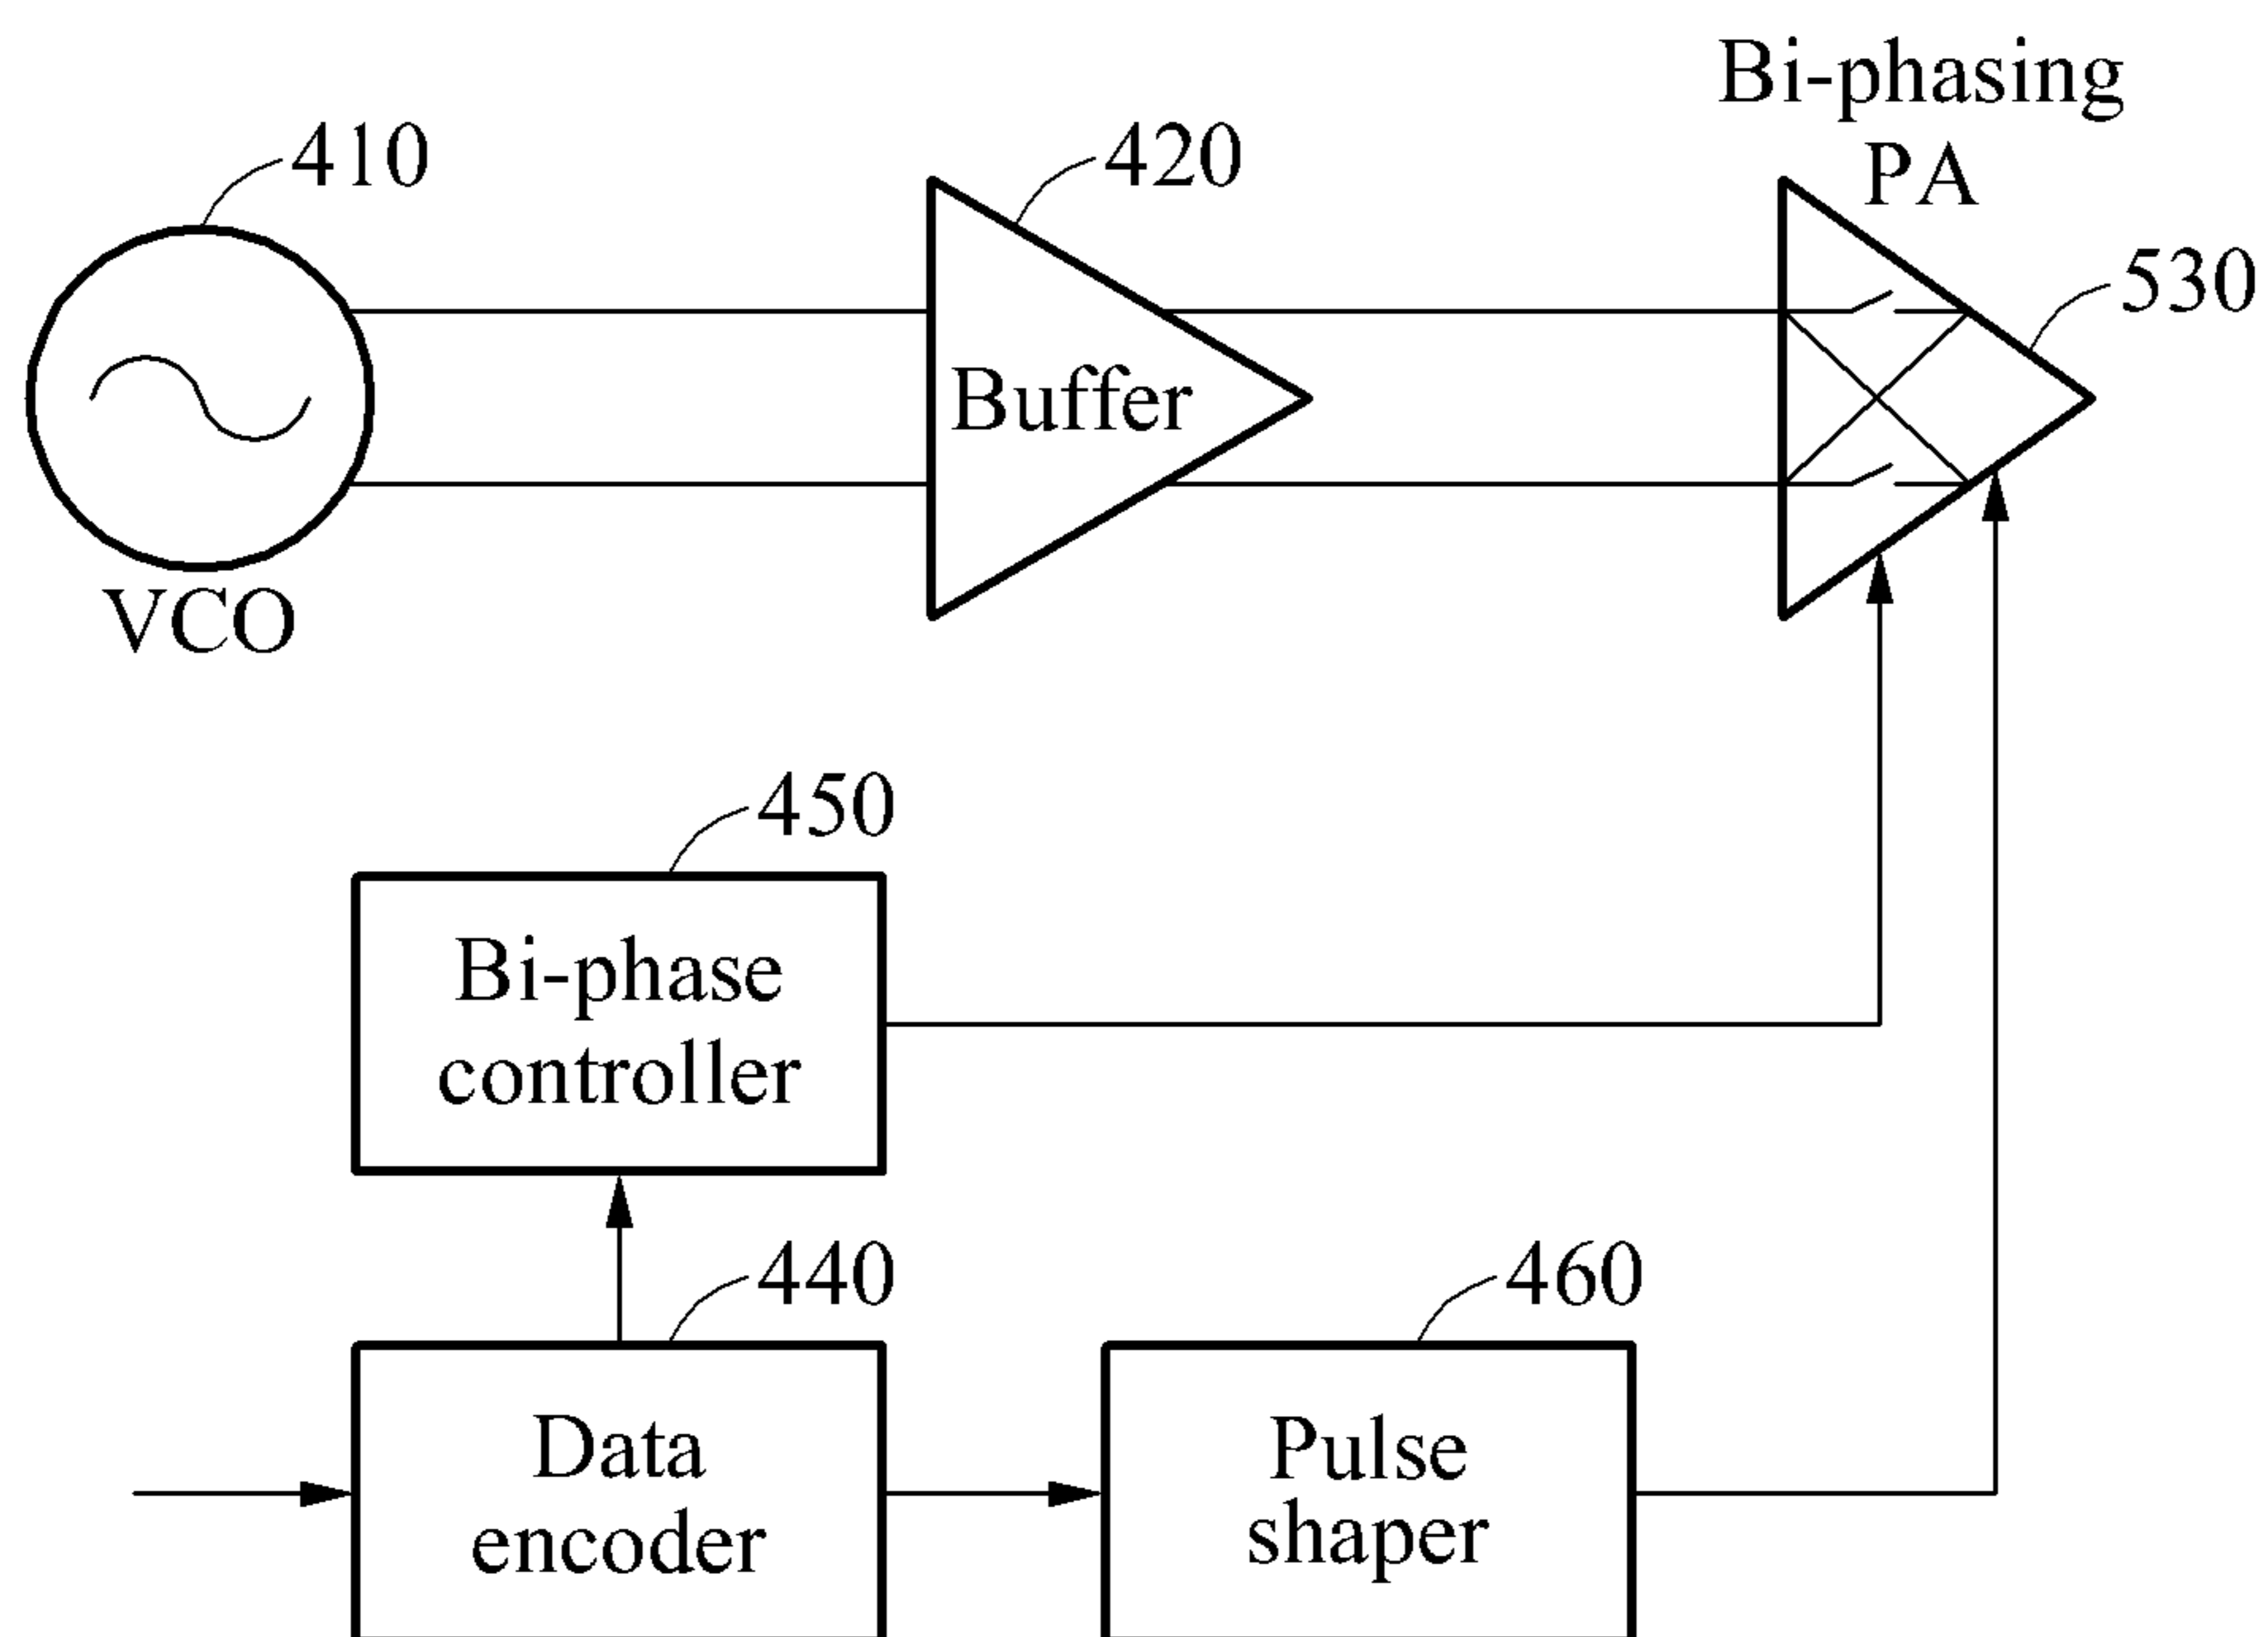 Bi-phasing
PA
410
420
530
Buffer
VCO
450
Bi-phase
controller
440
460
Data
encoder
Pulse
shaper